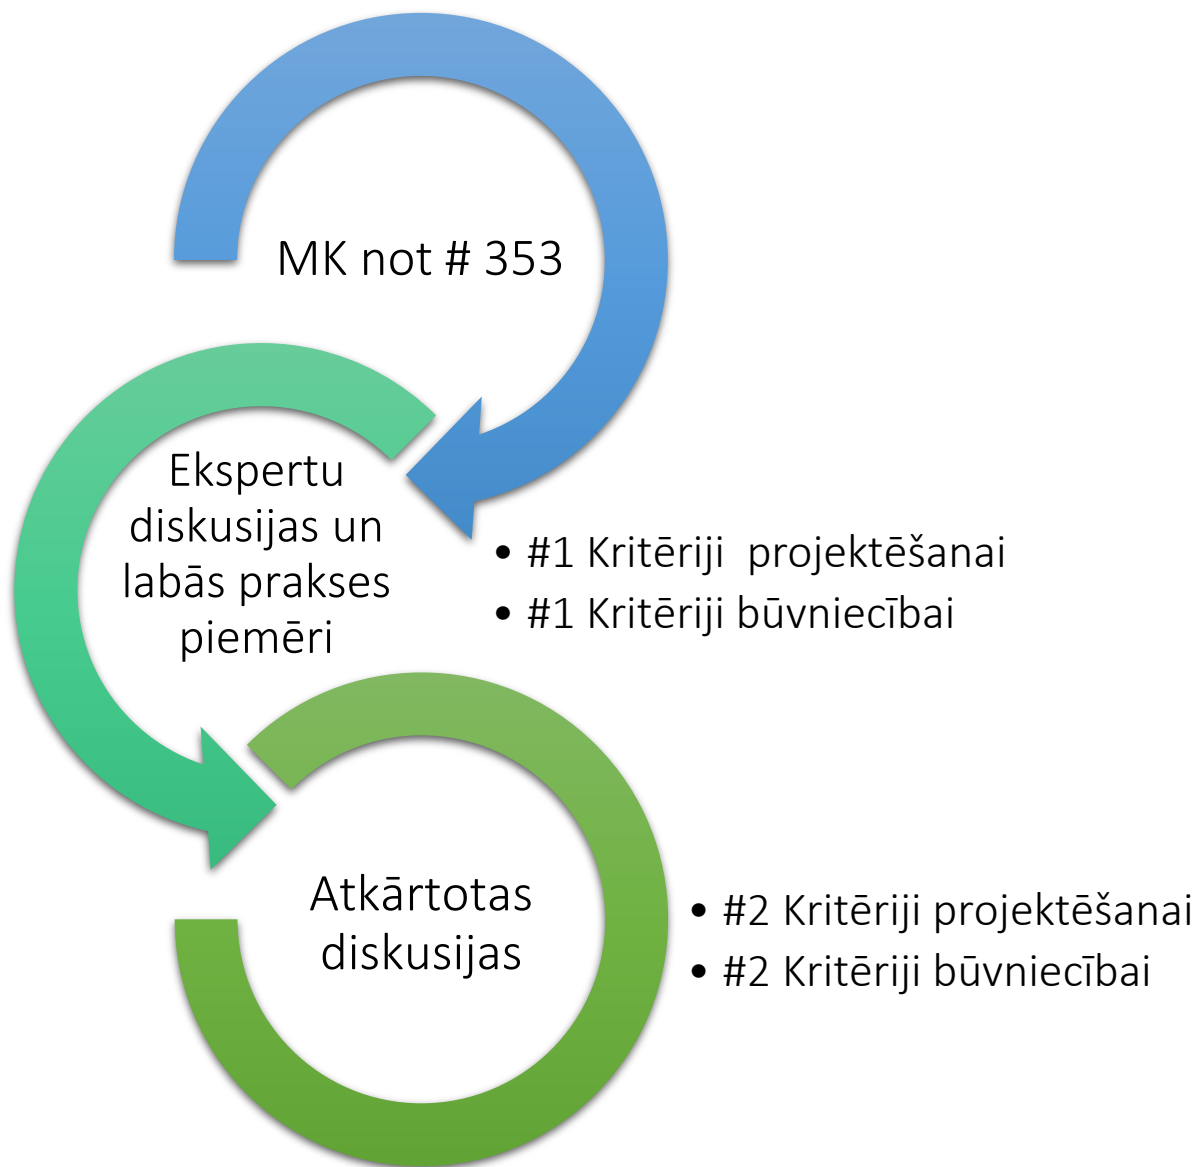 MK not # 353
Ekspertu
diskusijas un
labās prakses
piemēri
• #1 Kritēriji  projektēšanai
• #1 Kritēriji būvniecībai
Atkārtotas
diskusijas
• #2 Kritēriji projektēšanai
• #2 Kritēriji būvniecībai